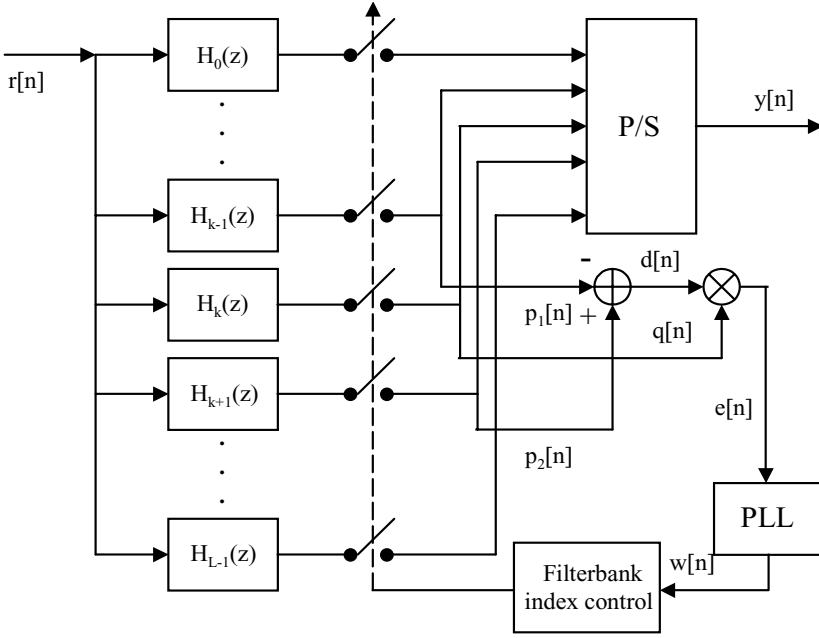 H₀(z)
r[n]
P/S
y[n]
Hₖ₋₁(z)
-
d[n]
Hₖ(z)
p₁[n]
+
q[n]
Hₖ₊₁(z)
e[n]
p₂[n]
PLL
H_L-1(z)
w[n]
Filterbank
index control